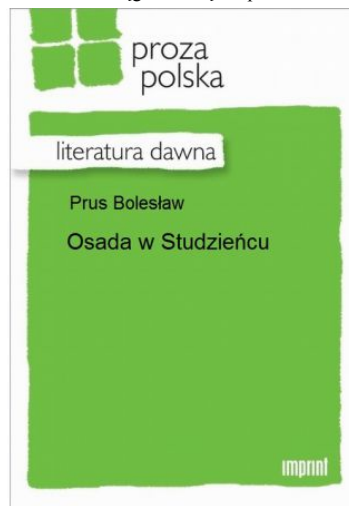 proza
polska
literatura dawna
Prus Bolesław
Osada w Studzieńcu
imprint